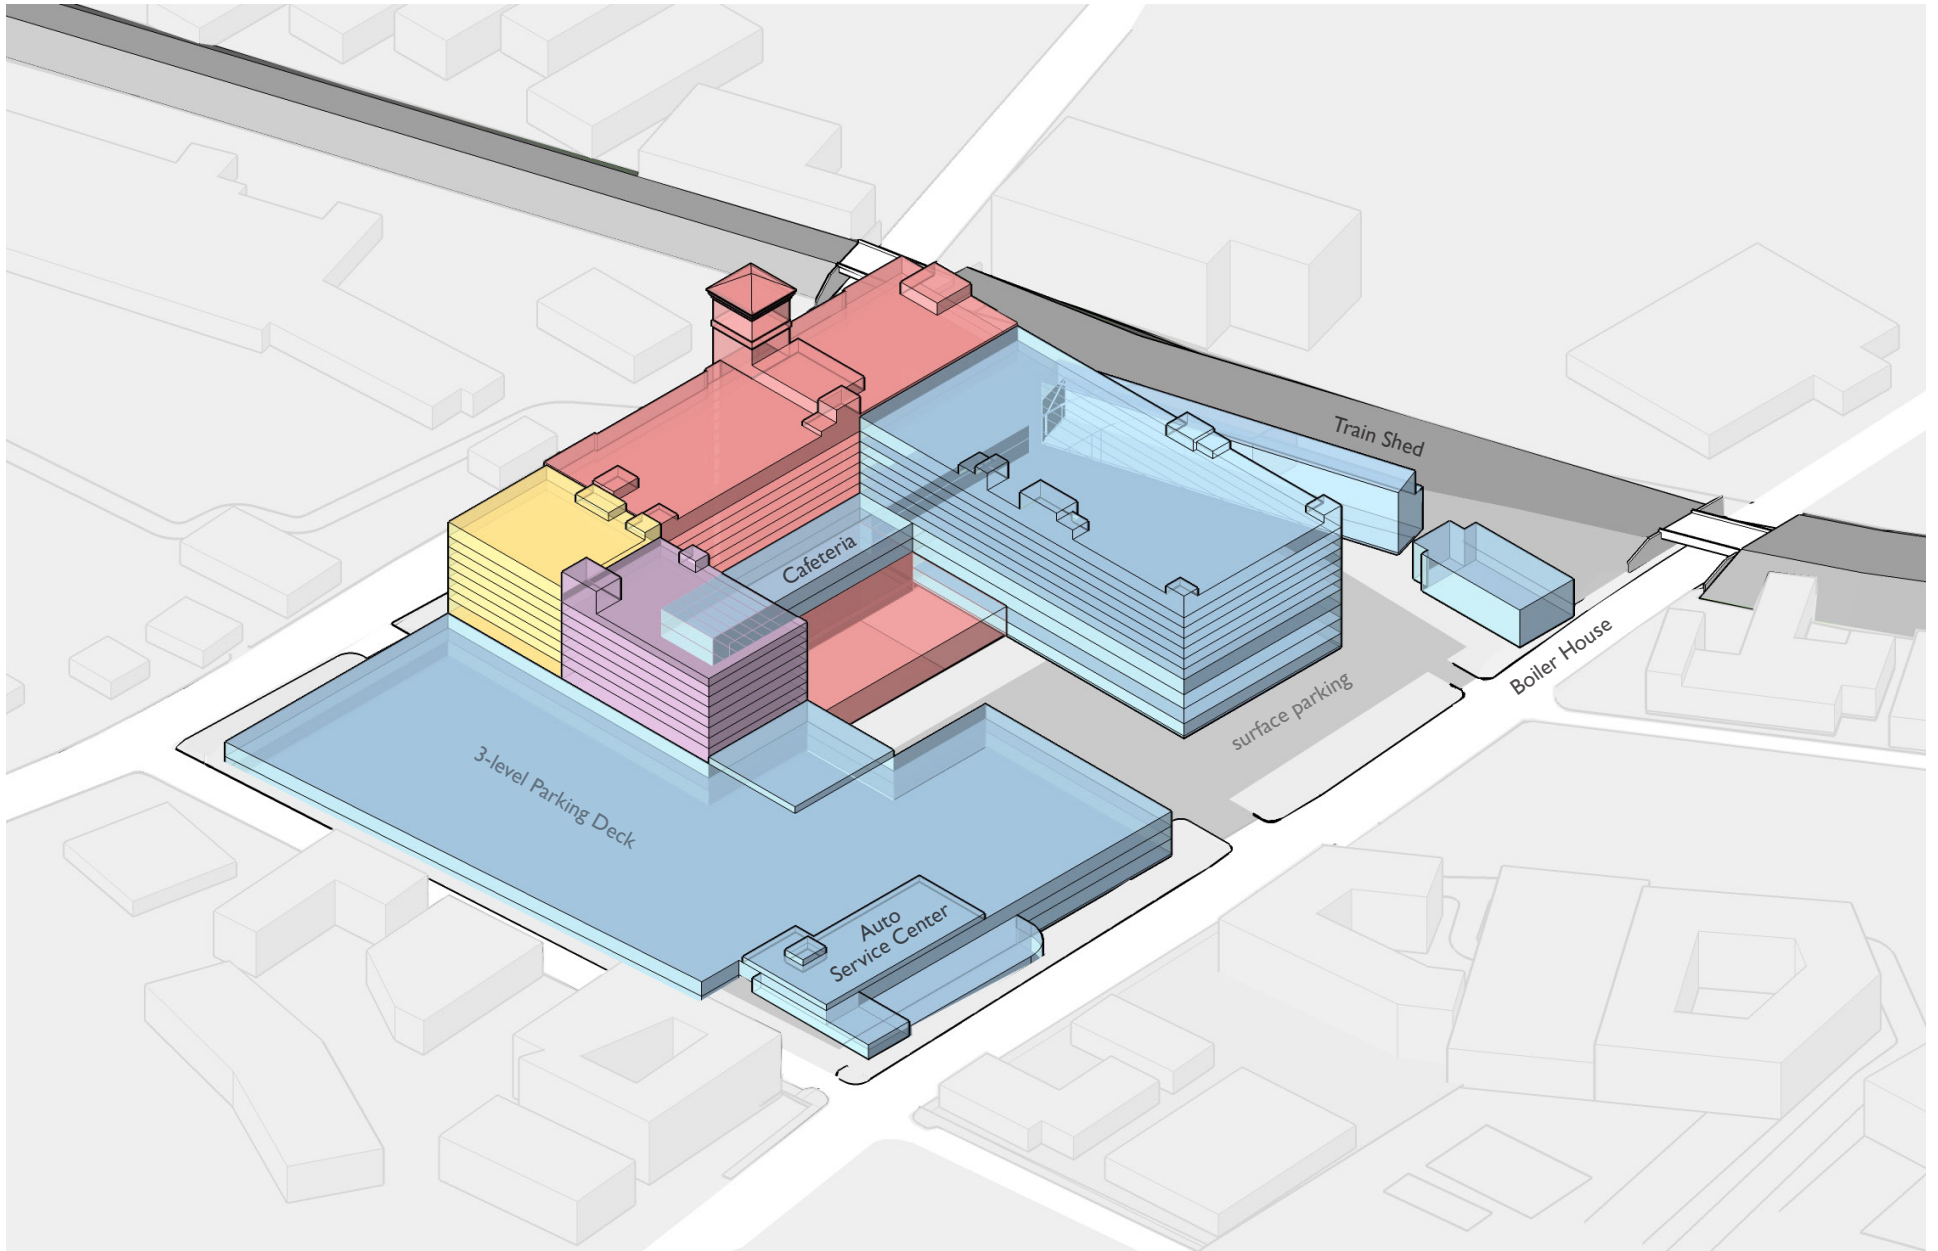 Train Shed
Cafeteria
Boiler House
surface parking
3-level Parking Deck
Auto
Service Center